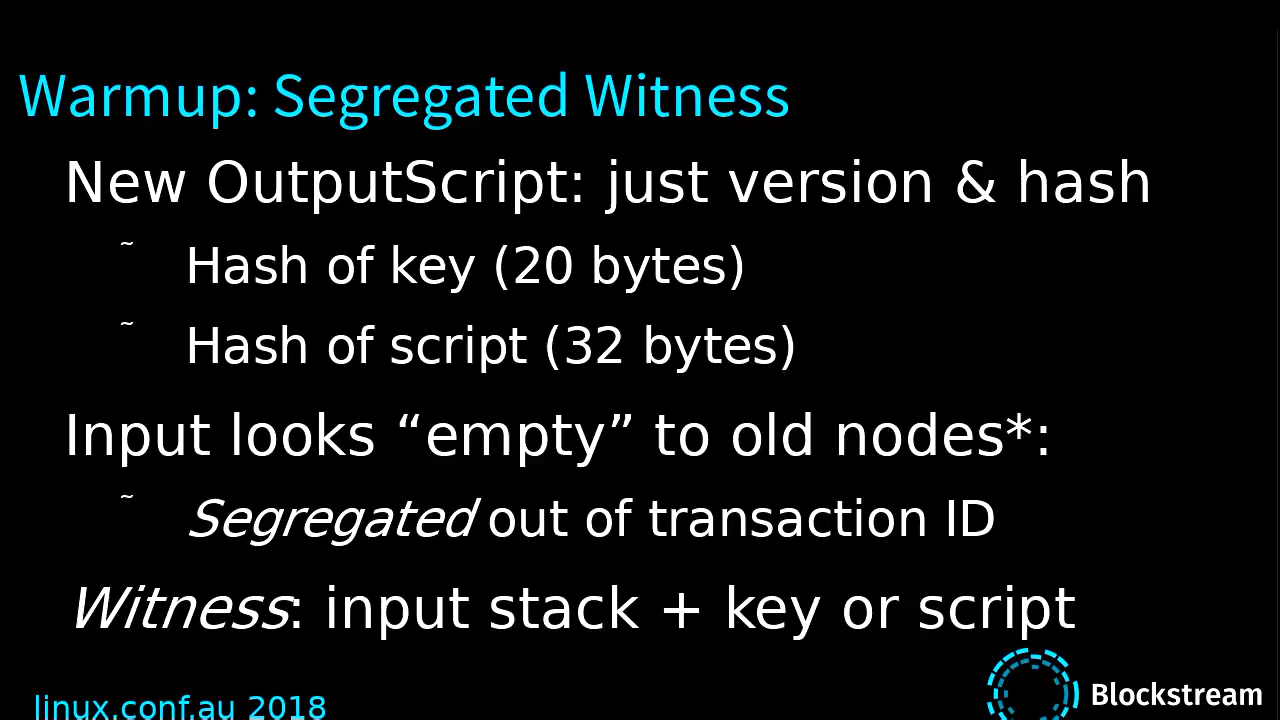 Warmup: Segregated Witness
New OutputScript: just version & hash
~ Hash of key (20 bytes)
~ Hash of script (32 bytes)
Input looks “empty” to old nodes*:
~ Segregated out of transaction ID
Witness: input stack + key or script
linux.conf.au 2018
Blockstream